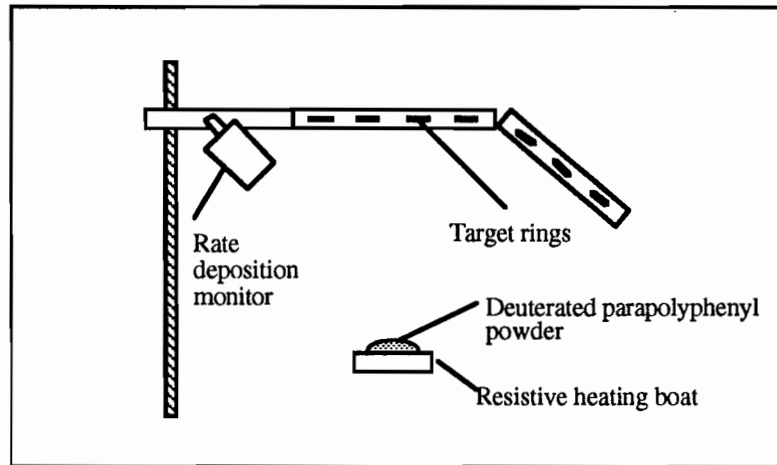 Rate
deposition
monitor
Target rings
Deuterated parapolyphenyl
powder
Resistive heating boat